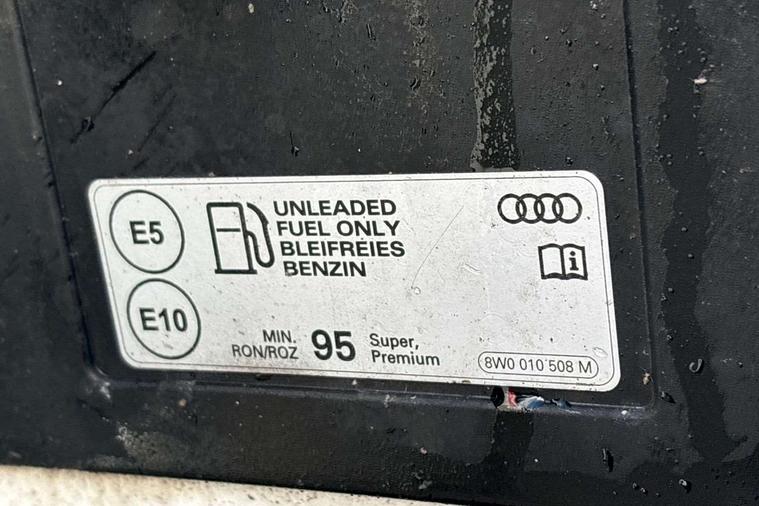 E5
UNLEADED
FUEL ONLY
BLEIFREIES
BENZIN
i
E10
MIN.
RON/ROZ
95
Super,
Premium
8W0 010 508 M